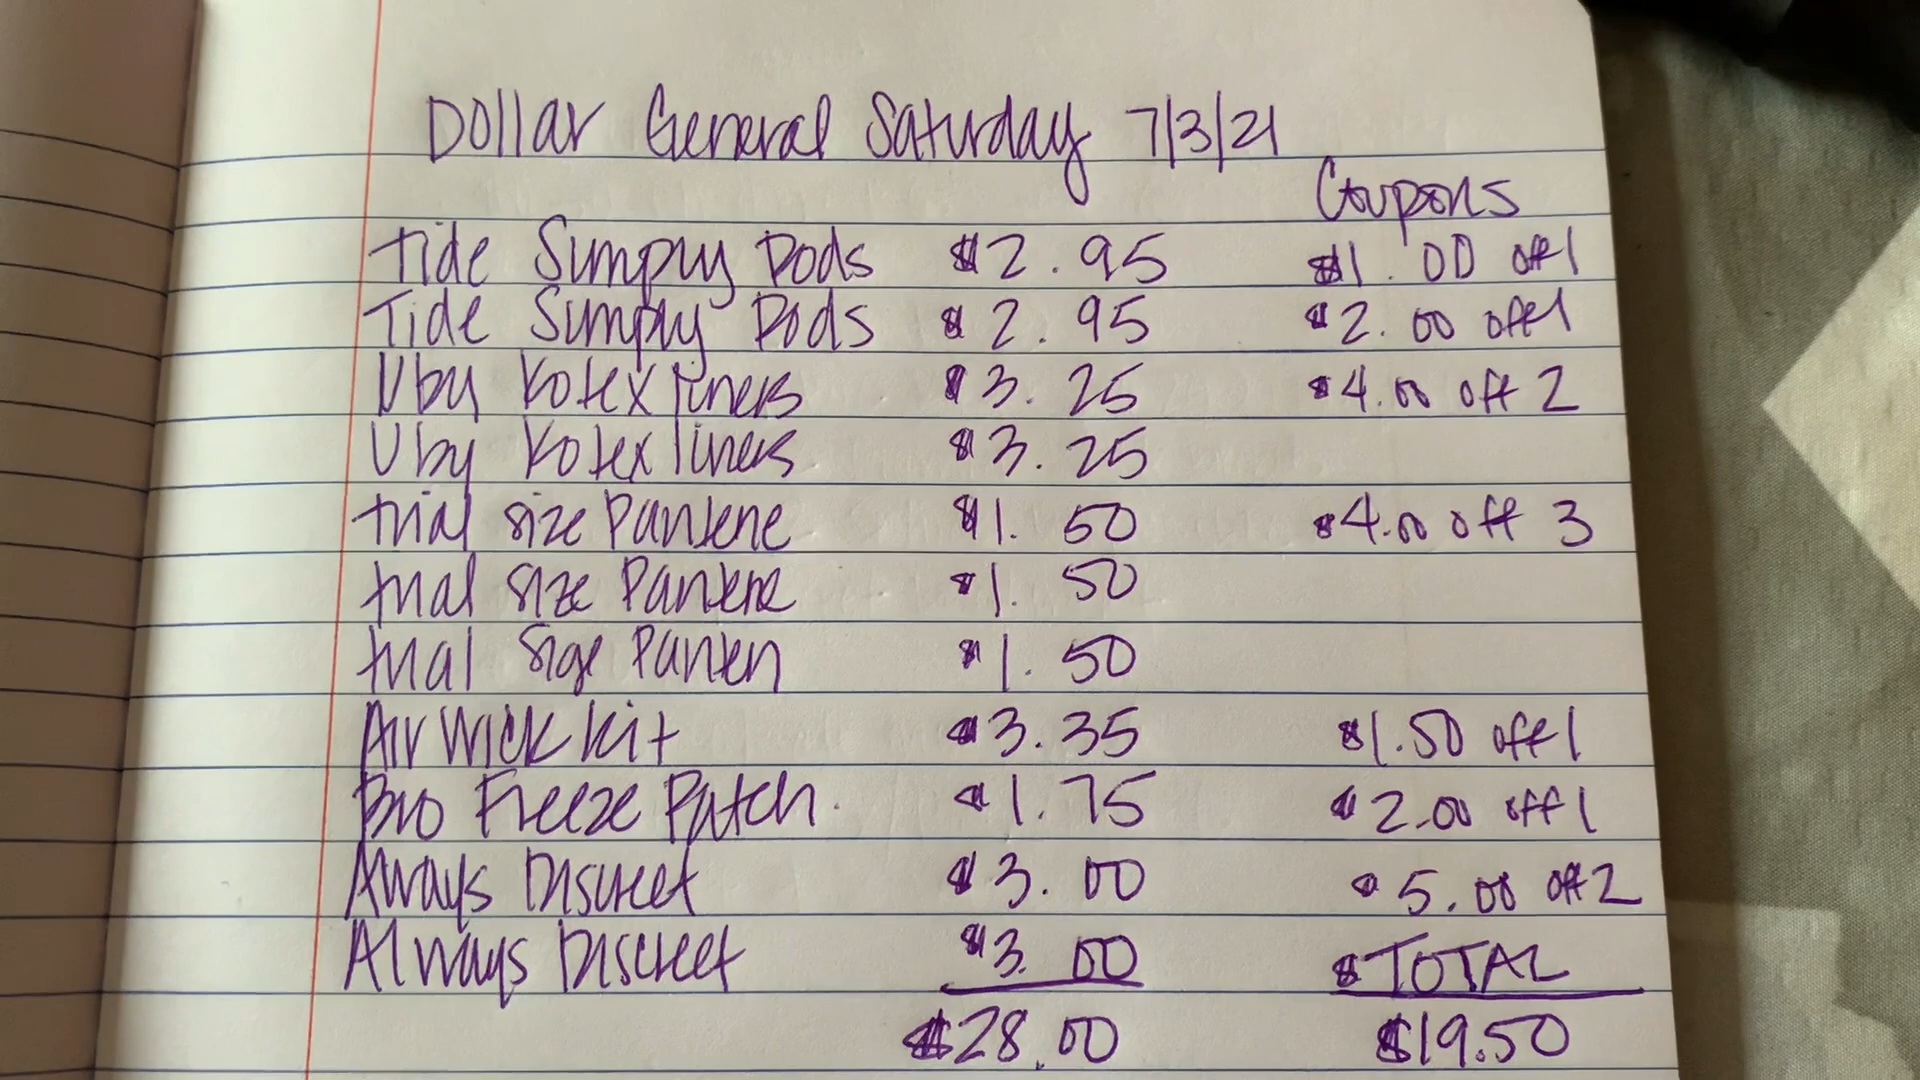 Dollar General Saturday 7/3/21
Coupons
Tide Simply Pods $2.95 $1.00 off 1
Tide Simply Pods $2.95 $2.00 off 1
U by Kotex liners $3.25 $4.00 off 2
U by Kotex liners $3.25
trial size Pantene $1.50 $4.00 off 3
trial size Pantene $1.50
trial size Panten $1.50
Air Wick Kit $3.35 $1.50 off 1
Bio Freeze Patch. $1.75 $2.00 off 1
Always Discreet $3.00 $5.00 off 2
Always Discreet $3.00 $TOTAL
$28.00 $19.50